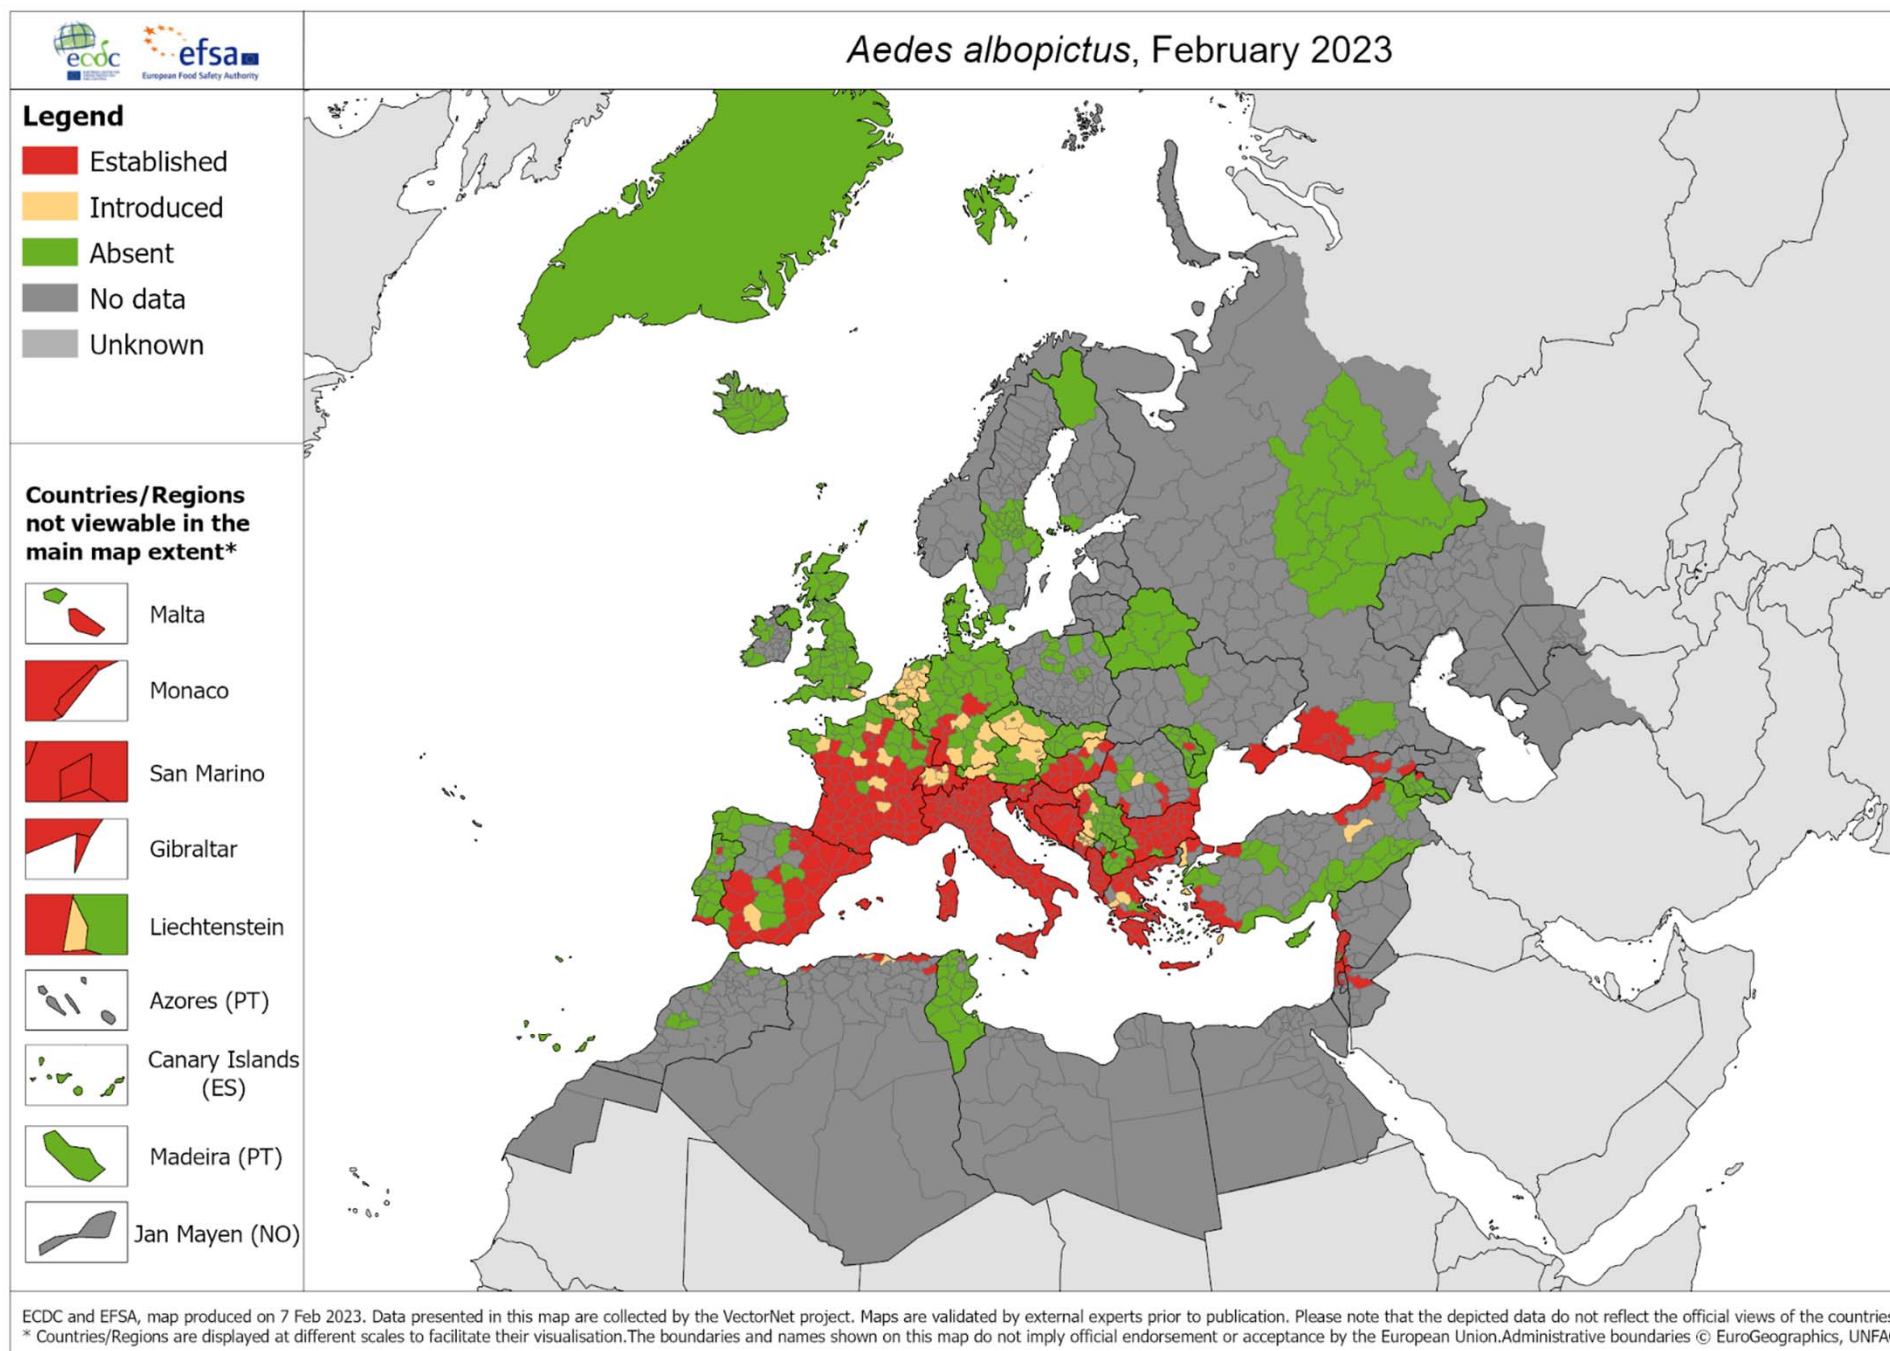 ecdc
efsa
European Food Safety Authority
Aedes albopictus, February 2023
Legend
Established
Introduced
Absent
No data
Unknown
Countries/Regions
not viewable in the
main map extent*
Malta
Monaco
San Marino
Gibraltar
Liechtenstein
Azores (PT)
Canary Islands
(ES)
Madeira (PT)
Jan Mayen (NO)
ECDC and EFSA, map produced on 7 Feb 2023. Data presented in this map are collected by the VectorNet project. Maps are validated by external experts prior to publication. Please note that the depicted data do not reflect the official views of the countries
* Countries/Regions are displayed at different scales to facilitate their visualisation.The boundaries and names shown on this map do not imply official endorsement or acceptance by the European Union.Administrative boundaries © EuroGeographics,